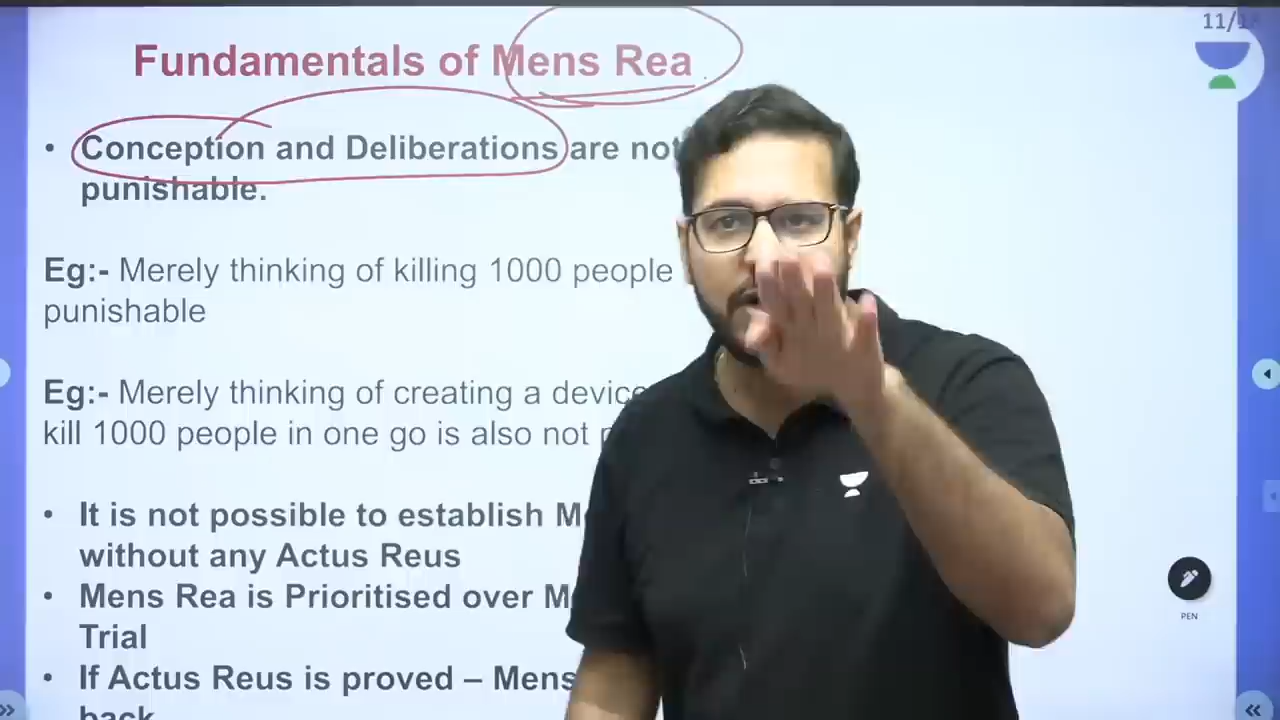 11/1
Fundamentals of Mens Rea
• Conception and Deliberations are not
punishable.
Eg:- Merely thinking of killing 1000 people
punishable
Eg:- Merely thinking of creating a device
kill 1000 people in one go is also not
• It is not possible to establish
without any Actus Reus
• Mens Rea is Prioritised over
Trial
• If Actus Reus is proved – Mens
back
PEN